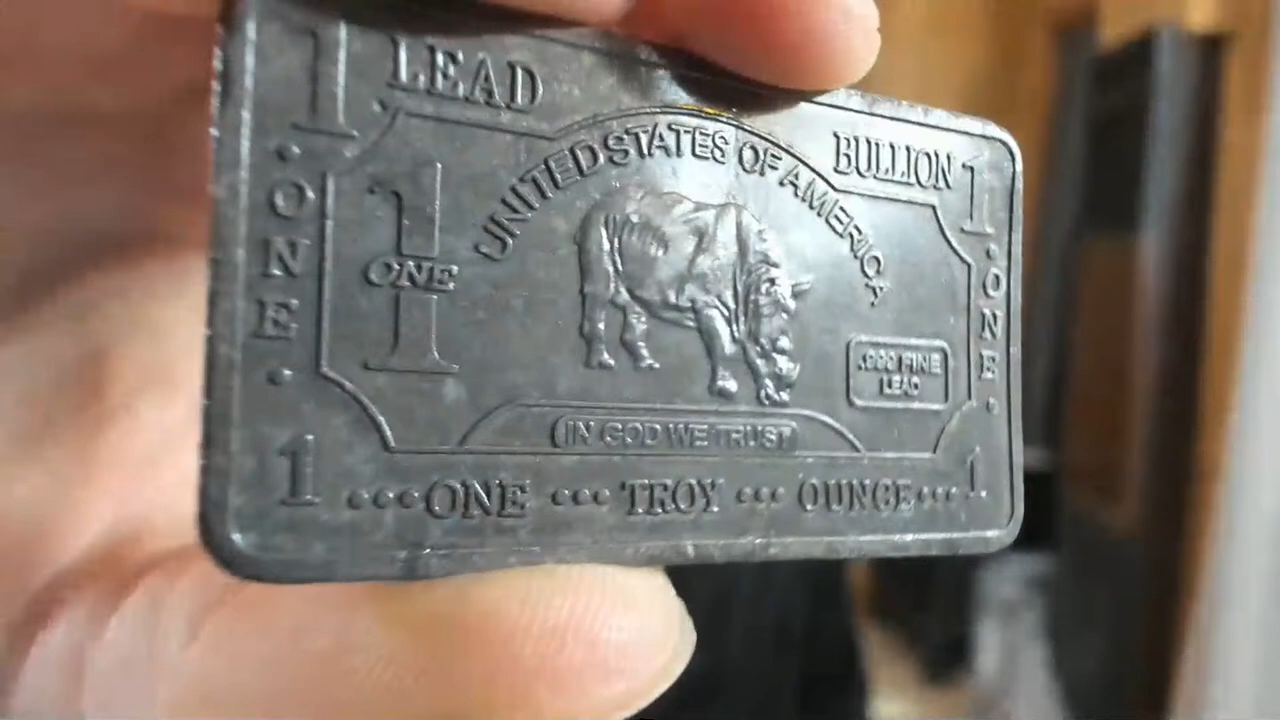 1 LEAD
BULLION 1
UNITED STATES OF AMERICA
· ONE ·
1
ONE
· ONE ·
.999 FINE
LEAD
IN GOD WE TRUST
1 ···ONE ··· TROY ··· OUNCE··· 1